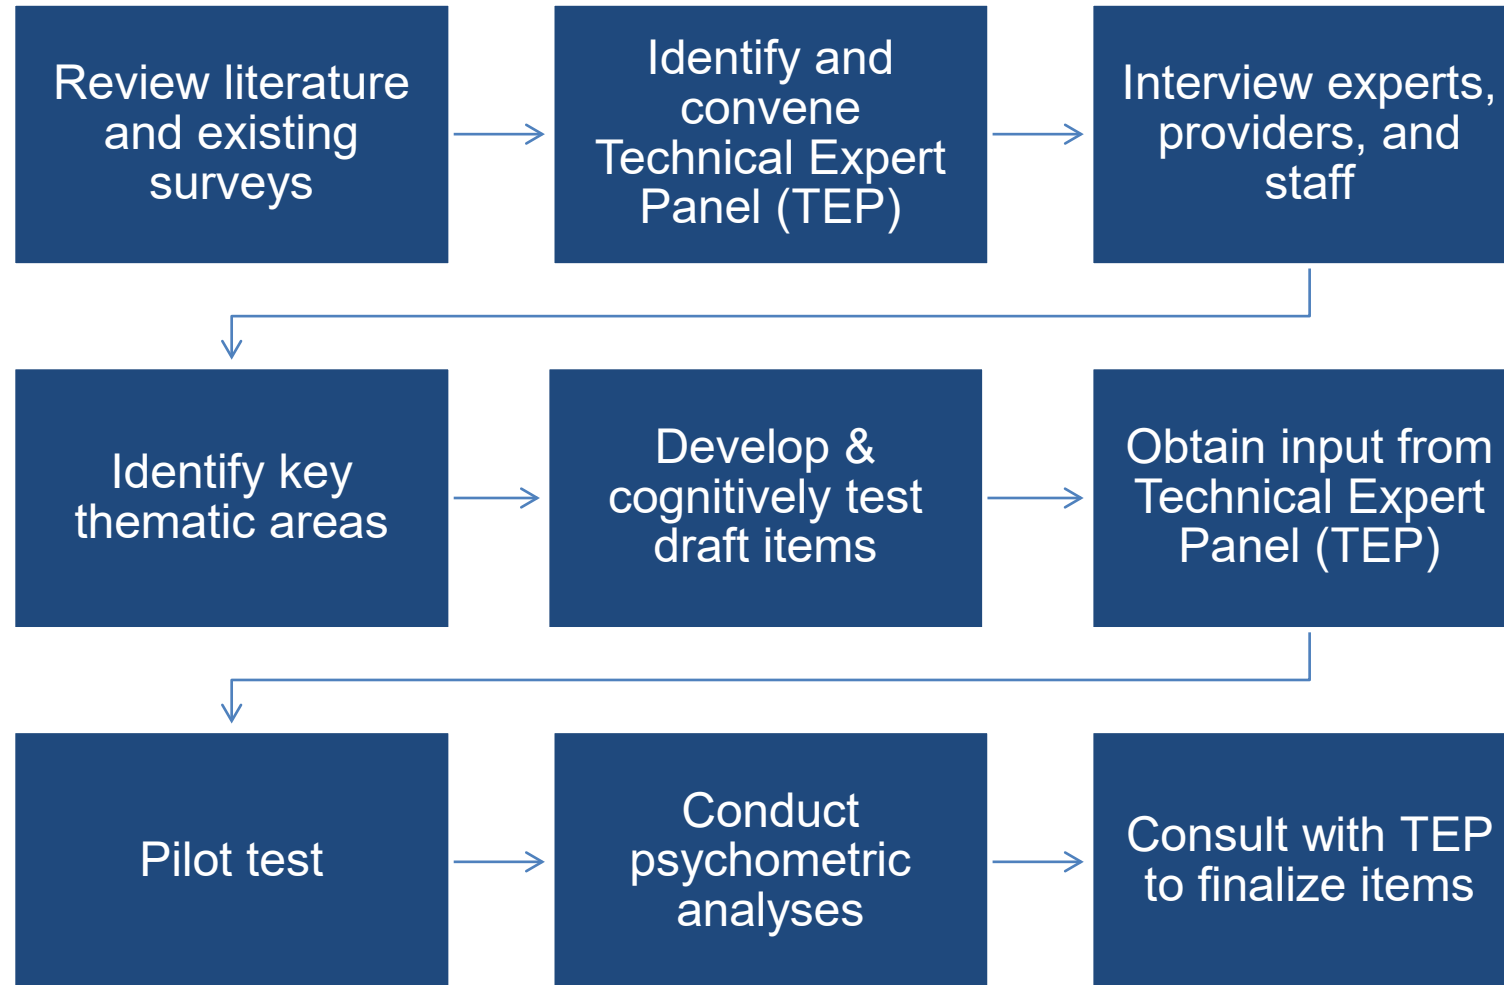 Review literature
and existing
surveys
Identify and
convene
Technical Expert
Panel (TEP)
Interview experts,
providers, and
staff
Identify key
thematic areas
Develop &
cognitively test
draft items
Obtain input from
Technical Expert
Panel (TEP)
Pilot test
Conduct
psychometric
analyses
Consult with TEP
to finalize items